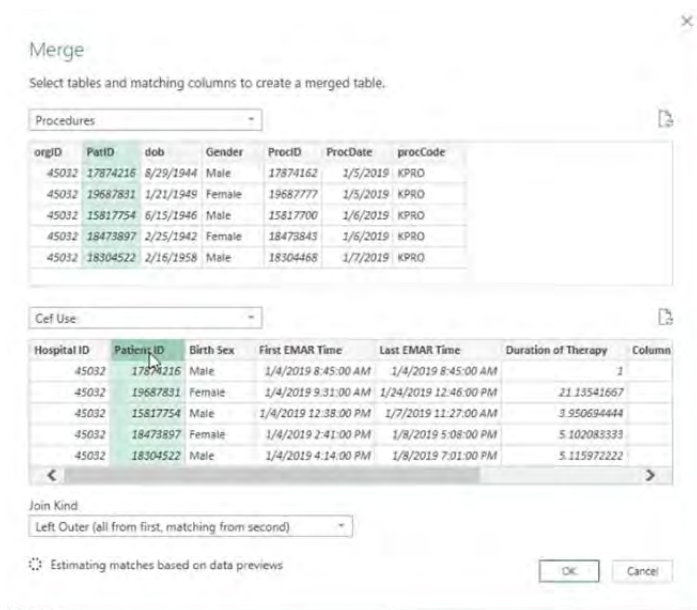 Merge
Select tables and matching columns to create a merged table.
Procedures
orgID PatID dob Gender ProcID ProcDate procCode
45032 17874216 8/29/1944 Male 17874162 1/5/2019 KPRO
45032 19687831 1/21/1949 Female 19687777 1/5/2019 KPRO
45032 15817754 6/15/1946 Male 15817700 1/6/2019 KPRO
45032 18473897 2/25/1942 Female 18473843 1/6/2019 KPRO
45032 18304522 2/16/1958 Male 18304468 1/7/2019 KPRO
Cef Use
Hospital ID Patient ID Birth Sex First EMAR Time Last EMAR Time Duration of Therapy Column
45032 17874216 Male 1/4/2019 8:45:00 AM 1/4/2019 8:45:00 AM 1
45032 19687831 Female 1/4/2019 9:31:00 AM 1/24/2019 12:46:00 PM 21.13541667
45032 15817754 Male 1/4/2019 12:38:00 PM 1/7/2019 11:27:00 AM 3.950694444
45032 18473897 Female 1/4/2019 2:41:00 PM 1/8/2019 5:08:00 PM 5.102083333
45032 18304522 Male 1/4/2019 4:14:00 PM 1/8/2019 7:01:00 PM 5.115972222
Join Kind
Left Outer (all from first, matching from second)
Estimating matches based on data previews
OK Cancel